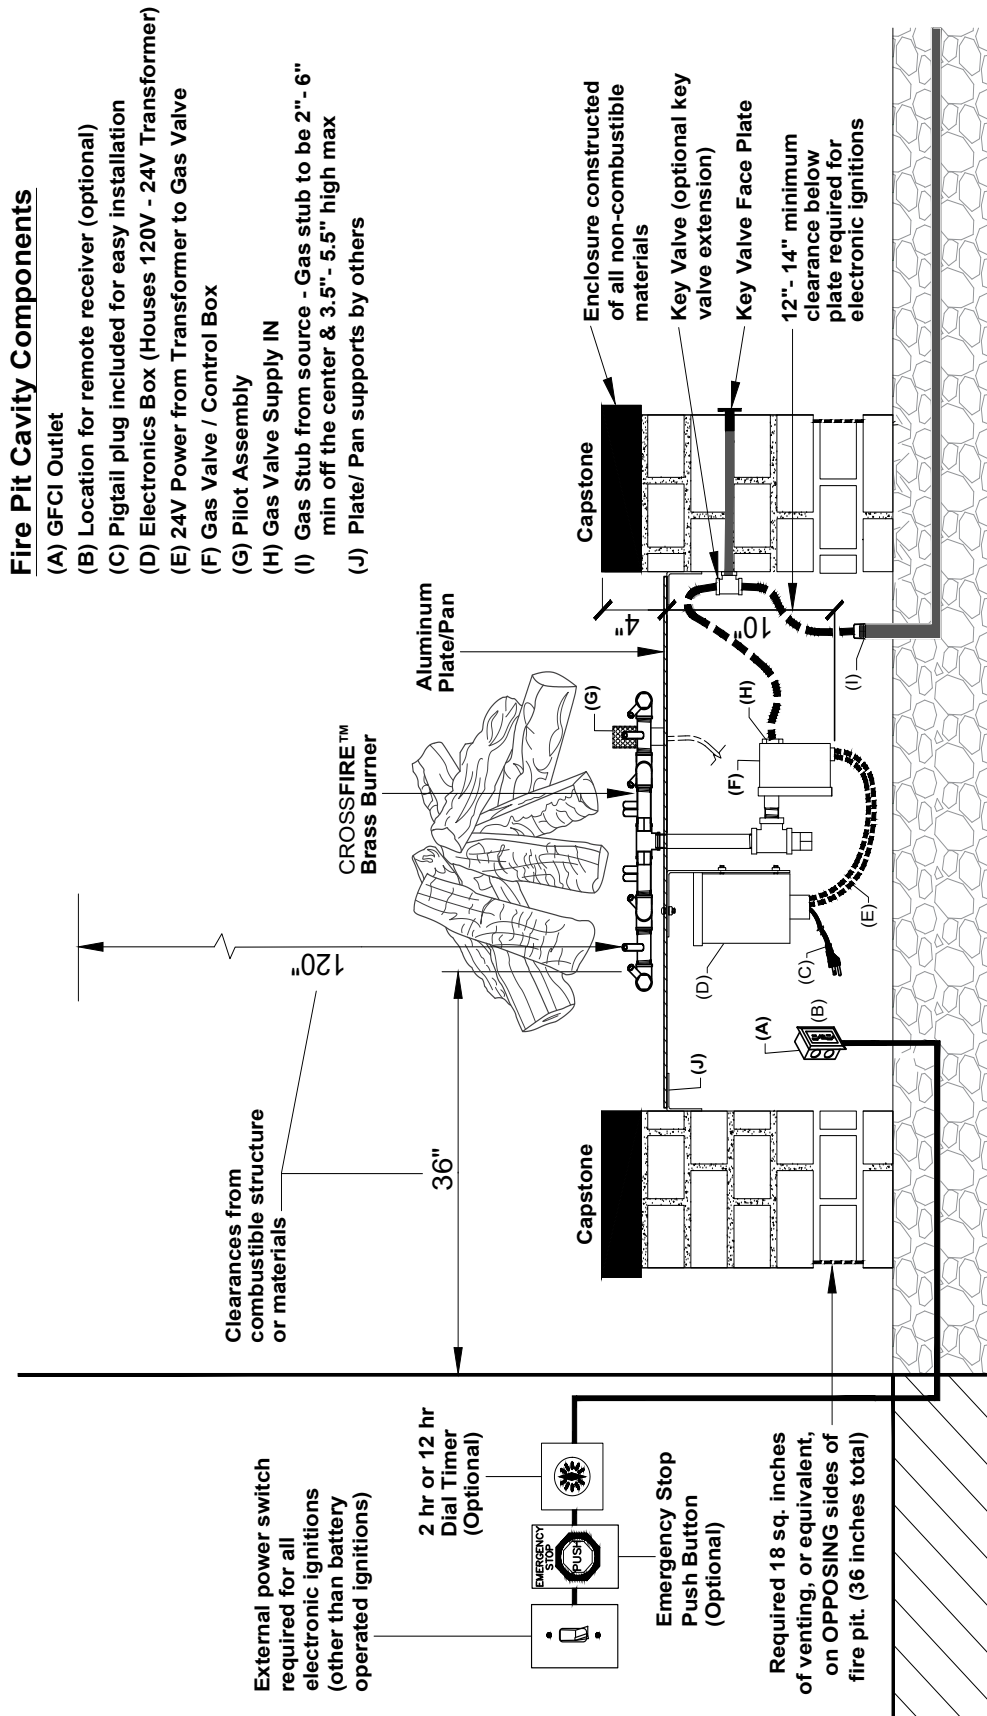 Fire Pit Cavity Components
(A) GFCI Outlet
(B) Location for remote receiver (optional)
(C) Pigtail plug included for easy installation
(D) Electronics Box (Houses 120V - 24V Transformer)
(E) 24V Power from Transformer to Gas Valve
(F) Gas Valve / Control Box
(G) Pilot Assembly
(H) Gas Valve Supply IN
(I) Gas Stub from source - Gas stub to be 2"- 6"
min off the center & 3.5"- 5.5" high max
(J) Plate/ Pan supports by others
Clearances from
combustible structure
or materials
120"
36"
CROSSFIRE™
Brass Burner
Aluminum
Plate/Pan
Capstone
Capstone
4"
10"
Enclosure constructed
of all non-combustible
materials
Key Valve (optional key
valve extension)
Key Valve Face Plate
12"- 14" minimum
clearance below
plate required for
electronic ignitions
(A)
(B)
(C)
(D)
(E)
(F)
(G)
(H)
(I)
(J)
External power switch
required for all
electronic ignitions
(other than battery
operated ignitions)
2 hr or 12 hr
Dial Timer
(Optional)
EMERGENCY
STOP
PUSH
Emergency Stop
Push Button
(Optional)
Required 18 sq. inches
of venting, or equivalent,
on OPPOSING sides of
fire pit. (36 inches total)